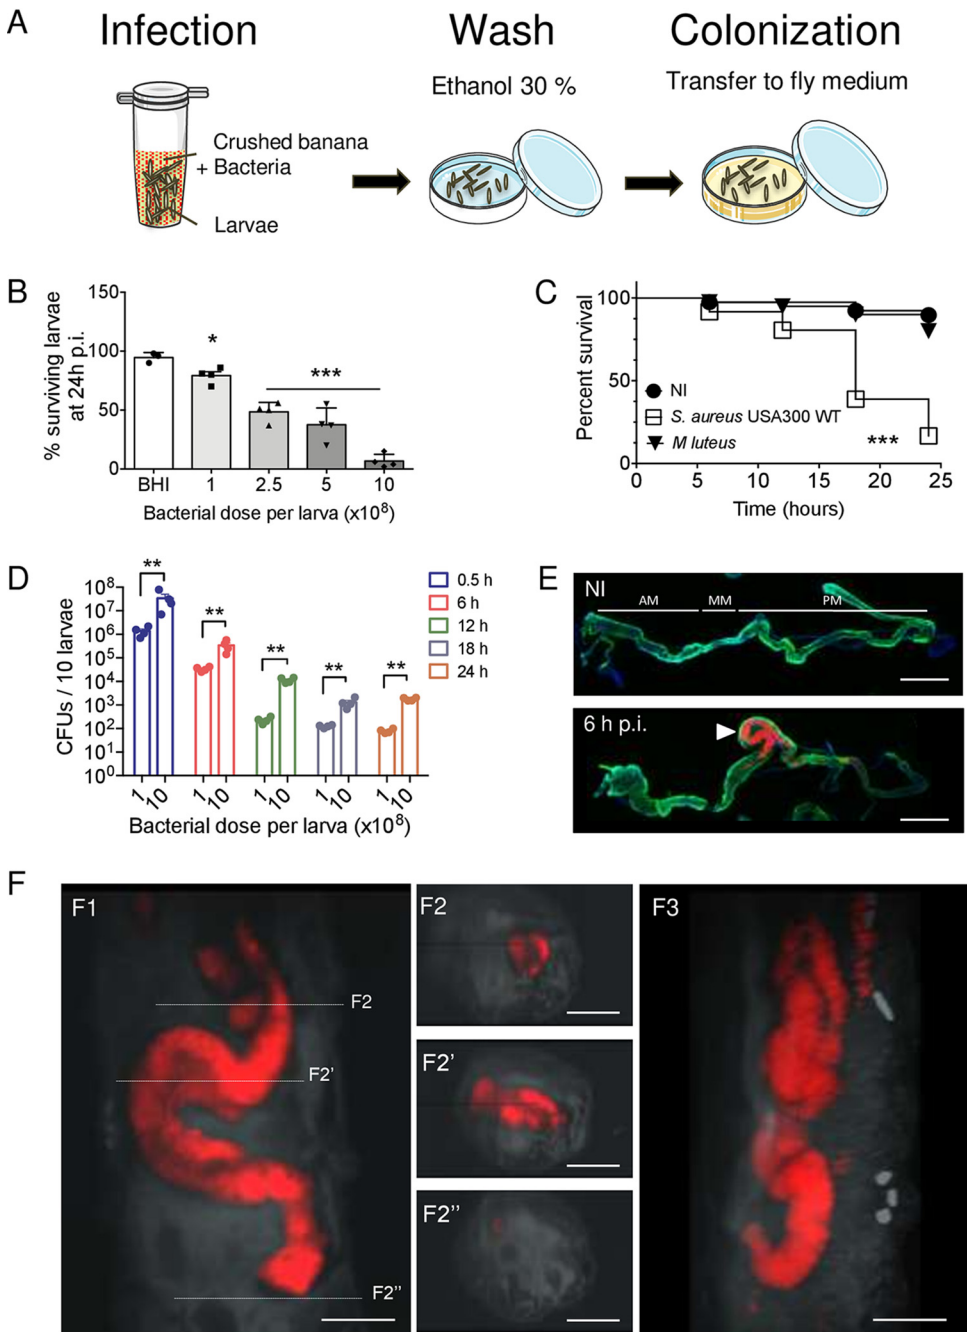 A
Infection
Wash
Colonization
Ethanol 30 %
Transfer to fly medium
Crushed banana
+ Bacteria
Larvae
B
% surviving larvae
at 24h p.i.
150
100
50
0
*
***
BHI
1
2.5
5
10
Bacterial dose per larva (x10⁸)
C
Percent survival
100
50
0
NI
S. aureus USA300 WT
M luteus
***
0
5
10
15
20
25
Time (hours)
D
CFUs / 10 larvae
10⁸
10⁷
10⁶
10⁵
10⁴
10³
10²
10¹
10⁰
**
**
**
**
**
0.5 h
6 h
12 h
18 h
24 h
1
10
1
10
1
10
1
10
1
10
Bacterial dose per larva (x10⁸)
E
NI
AM
MM
PM
6 h p.i.
F
F1
F2
F2'
F2''
F2
F2'
F2''
F3